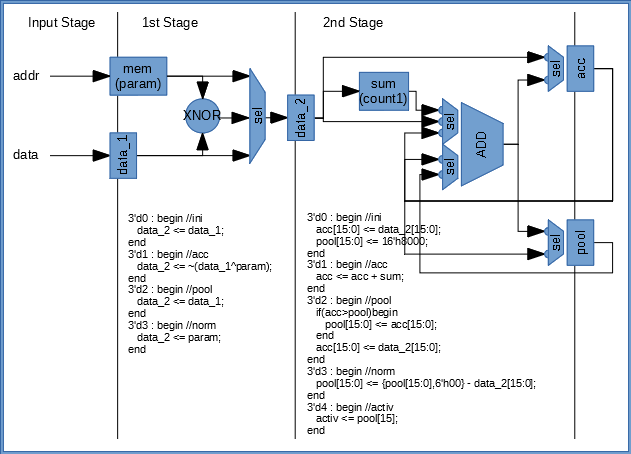 Input Stage
1st Stage
2nd Stage
addr
mem
(param)
XNOR
sel
data_2
sum
(count1)
sel
sel
ADD
sel
acc
data
data_1
sel
pool
3'd0 : begin //ini
data_2 <= data_1;
end
3'd1 : begin //acc
data_2 <= ~(data_1^param);
end
3'd2 : begin //pool
data_2 <= data_1;
end
3'd3 : begin //norm
data_2 <= param;
end
3'd0 : begin //ini
acc[15:0] <= data_2[15:0];
pool[15:0] <= 16'h8000;
end
3'd1 : begin //acc
acc <= acc + sum;
end
3'd2 : begin //pool
if(acc>pool)begin
pool[15:0] <= acc[15:0];
end
acc[15:0] <= data_2[15:0];
end
3'd3 : begin //norm
pool[15:0] <= {pool[15:0],6'h00} - data_2[15:0];
end
3'd4 : begin //activ
activ <= pool[15];
end